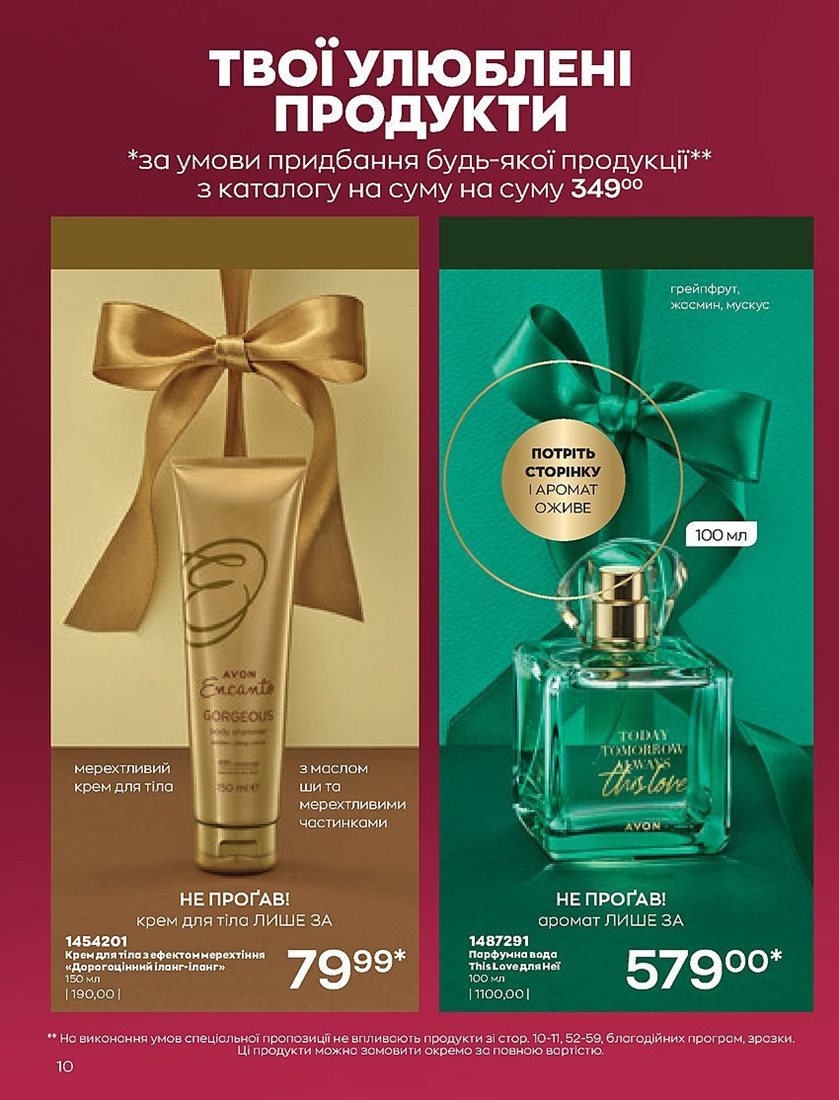 ТВОЇ УЛЮБЛЕНІ
ПРОДУКТИ
*за умови придбання будь-якої продукції**
з каталогу на суму на суму 349⁰⁰
AVON
Encanto
GORGEOUS
body shimmer
150 ml e
мерехтливий
крем для тіла
з маслом
ши та
мерехтливими
частинками
НЕ ПРОҐАВ!
крем для тіла ЛИШЕ ЗА
1454201
Крем для тіла з ефектом мерехтіння
«Дорогоцінний іланг-іланг»
150 мл
|190,00|
79⁹⁹*
грейпфрут,
жасмин, мускус
ПОТРІТЬ
СТОРІНКУ
І АРОМАТ
ОЖИВЕ
100 мл
TODAY
TOMORROW
ALWAYS
this love
AVON
НЕ ПРОҐАВ!
аромат ЛИШЕ ЗА
1487291
Парфумна вода
This Love для Неї
100 мл
|1100,00|
579⁰⁰*
** На виконання умов спеціальної пропозиції не впливають продукти зі стор. 10-11, 52-59, благодійних програм, зразки.
Ці продукти можна замовити окремо за повною вартістю.
10